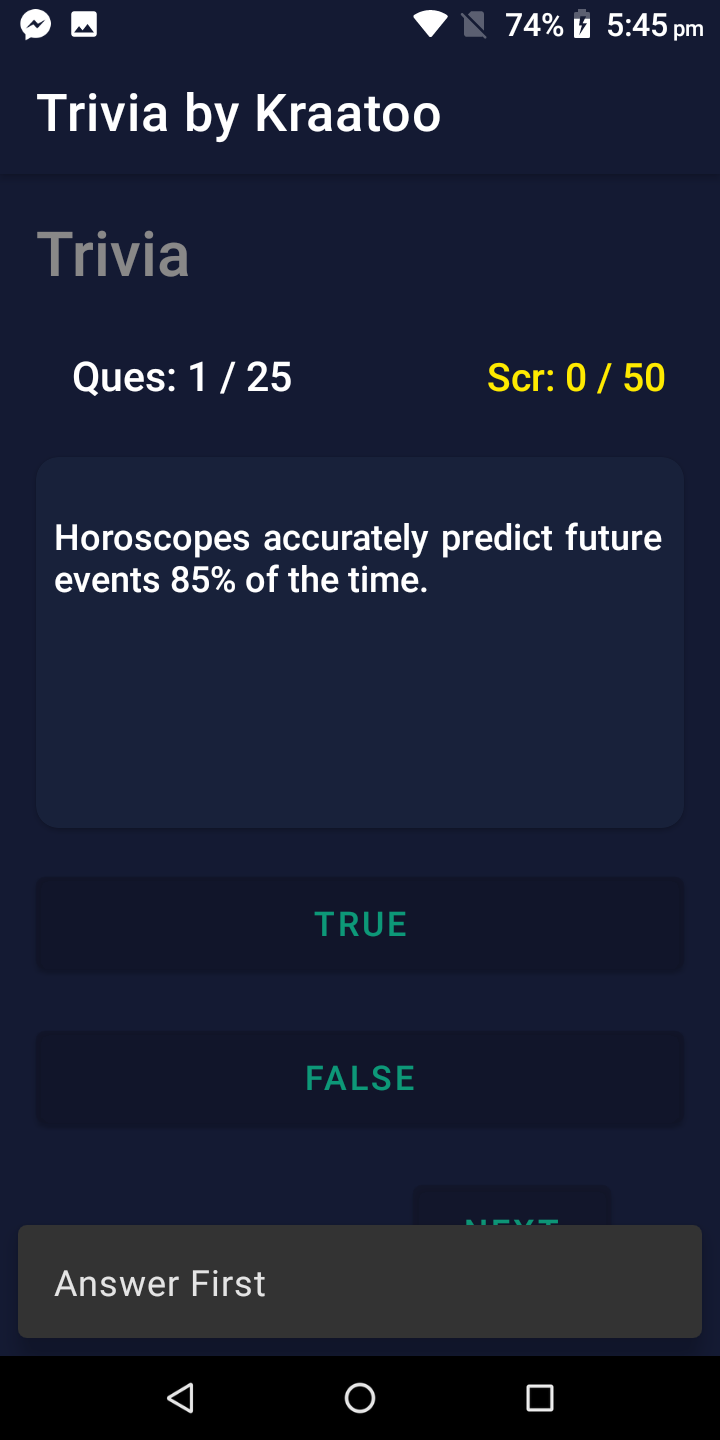 74% 5:45 pm
Trivia by Kraatoo
Trivia
Ques: 1 / 25
Scr: 0 / 50
Horoscopes accurately predict future
events 85% of the time.
TRUE
FALSE
NEXT
Answer First